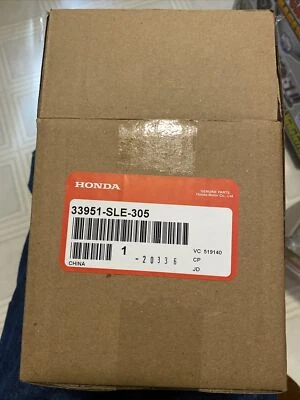 HONDA
GENUINE PARTS
Honda Motor Co., Ltd.
33951-SLE-305
1
VC 519140
-20336
CP
CHINA
JD